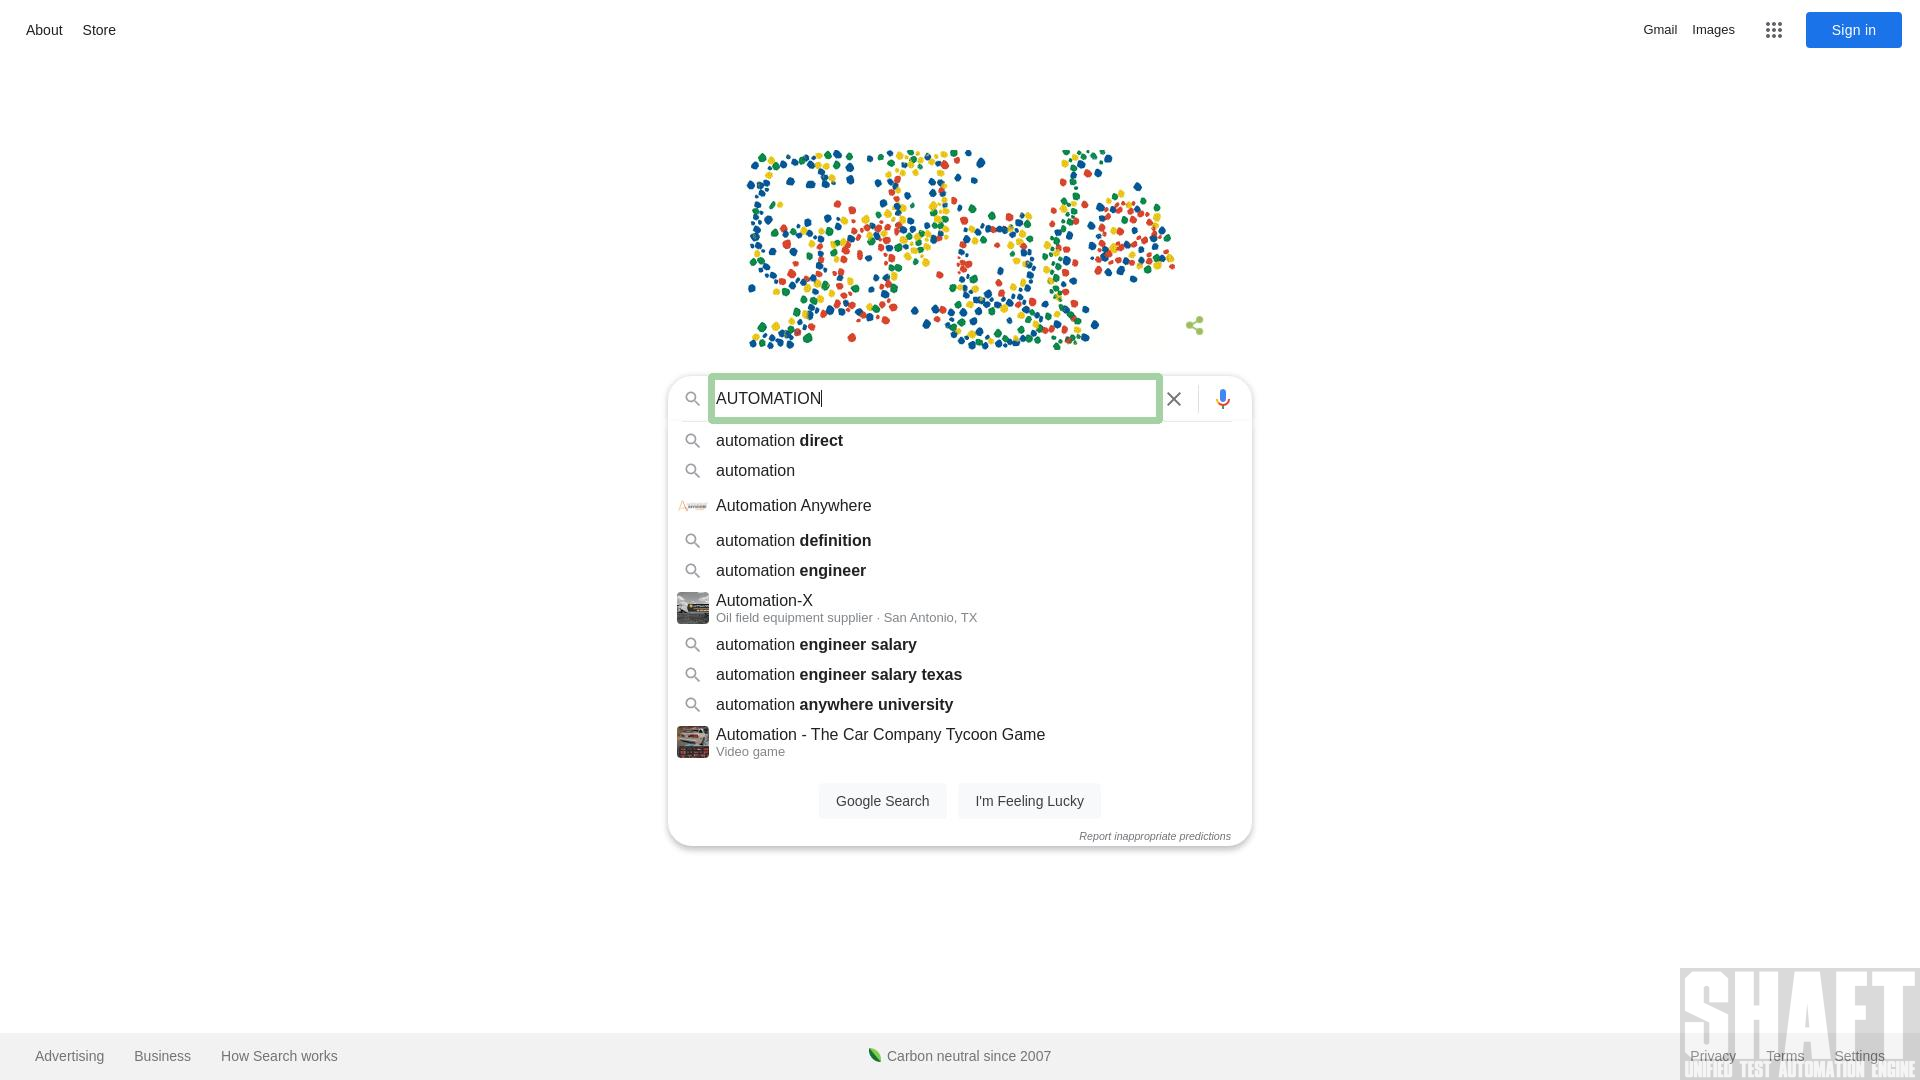 About Store Gmail Images Sign in
AUTOMATION
automation direct
automation
Automation Anywhere
automation definition
automation engineer
Automation-X
Oil field equipment supplier · San Antonio, TX
automation engineer salary
automation engineer salary texas
automation anywhere university
Automation - The Car Company Tycoon Game
Video game
Google Search I'm Feeling Lucky
Report inappropriate predictions
SHAFT
Advertising Business How Search works Carbon neutral since 2007 Privacy Terms Settings
UNIFIED TEST AUTOMATION ENGINE